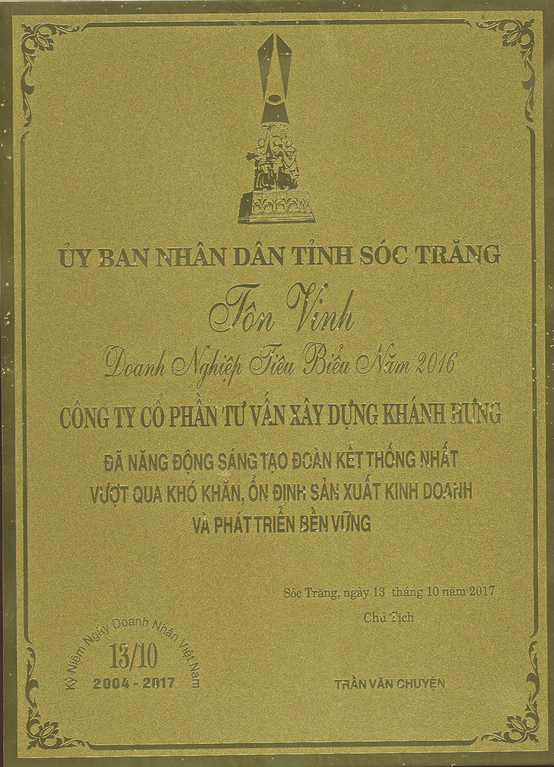 ỦY BAN NHÂN DÂN TỈNH SÓC TRĂNG
Tôn Vinh
Doanh Nghiệp Tiêu Biểu Năm 2016
CÔNG TY CỔ PHẦN TƯ VẤN XÂY DỰNG KHÁNH HƯNG
ĐÃ NĂNG ĐỘNG SÁNG TẠO ĐOÀN KẾT THỐNG NHẤT
VƯỢT QUA KHÓ KHĂN, ỔN ĐỊNH SẢN XUẤT KINH DOANH
VÀ PHÁT TRIỂN BỀN VỮNG
Sóc Trăng, ngày 13 tháng 10 năm 2017
Chủ Tịch
Kỷ Niệm Ngày Doanh Nhân Việt Nam
13/10
2004 - 2017
TRẦN VĂN CHUYỆN